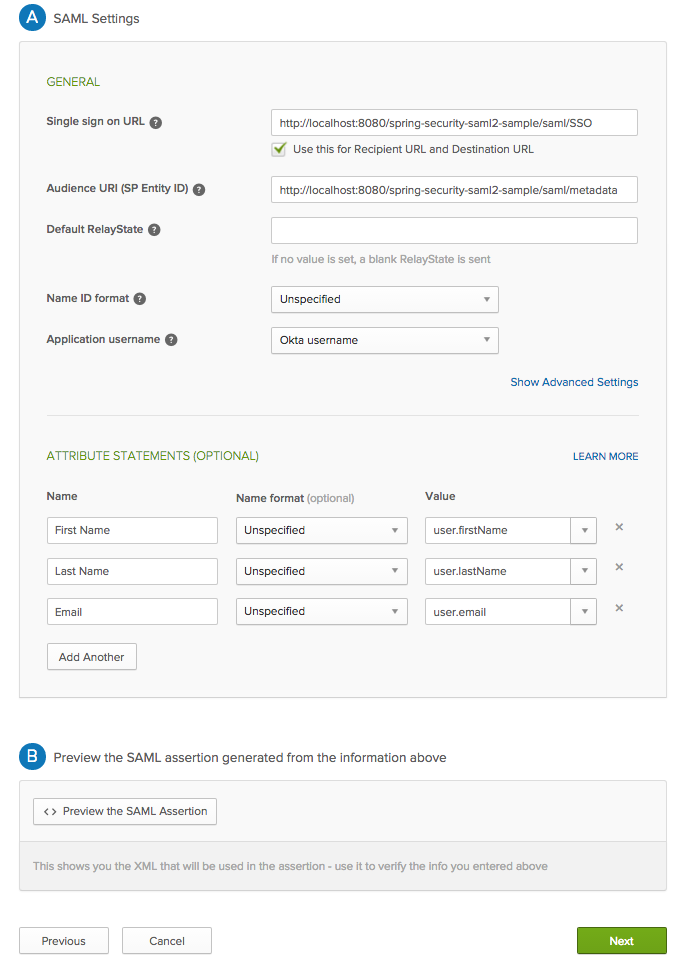 A SAML Settings
GENERAL
Single sign on URL ? http://localhost:8080/spring-security-saml2-sample/saml/SSO
Use this for Recipient URL and Destination URL
Audience URI (SP Entity ID) ? http://localhost:8080/spring-security-saml2-sample/saml/metadata
Default RelayState ?
If no value is set, a blank RelayState is sent
Name ID format ? Unspecified
Application username ? Okta username
Show Advanced Settings
ATTRIBUTE STATEMENTS (OPTIONAL) LEARN MORE
Name Name format (optional) Value
First Name Unspecified user.firstName
Last Name Unspecified user.lastName
Email Unspecified user.email
Add Another
B Preview the SAML assertion generated from the information above
<> Preview the SAML Assertion
This shows you the XML that will be used in the assertion - use it to verify the info you entered above
Previous Cancel Next